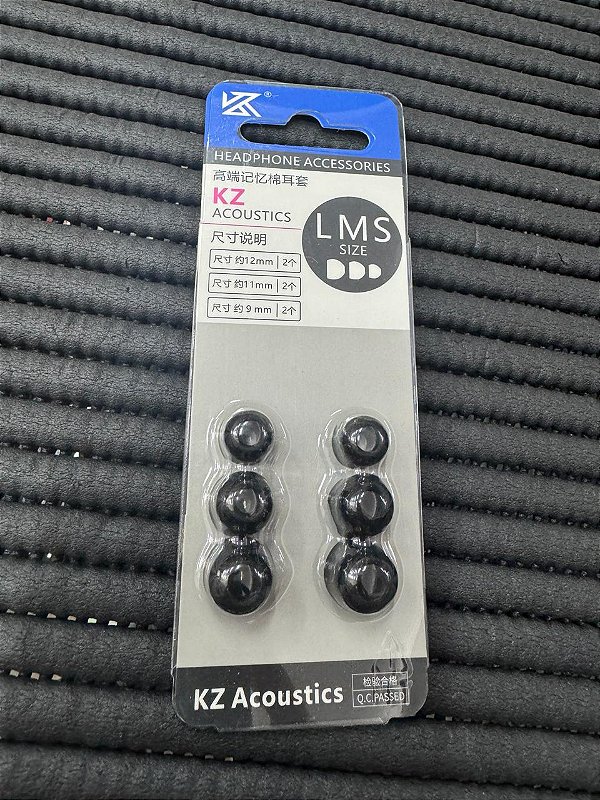 KZ®
HEADPHONE ACCESSORIES
高端记忆棉耳套
KZ
ACOUSTICS
尺寸说明
尺寸 约12mm | 2个
尺寸 约11mm | 2个
尺寸 约 9 mm | 2个
LMS
SIZE
KZ Acoustics
检验合格
Q.C.PASSED